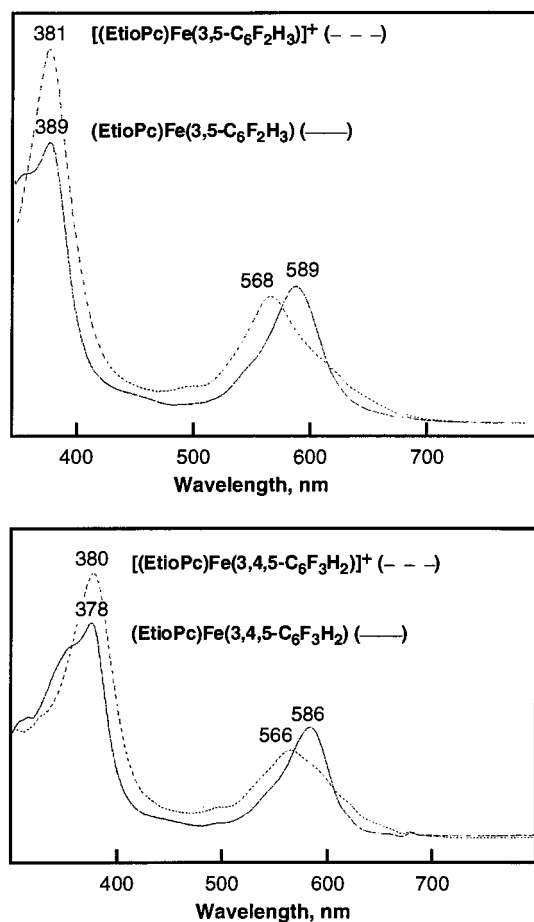 381
[(EtioPc)Fe(3,5-C₆F₂H₃)]⁺ (– – –)
389
(EtioPc)Fe(3,5-C₆F₂H₃) (——)
568
589
400
500
600
700
Wavelength, nm
380
[(EtioPc)Fe(3,4,5-C₆F₃H₂)]⁺ (– – –)
378
(EtioPc)Fe(3,4,5-C₆F₃H₂) (——)
566
586
400
500
600
700
Wavelength, nm